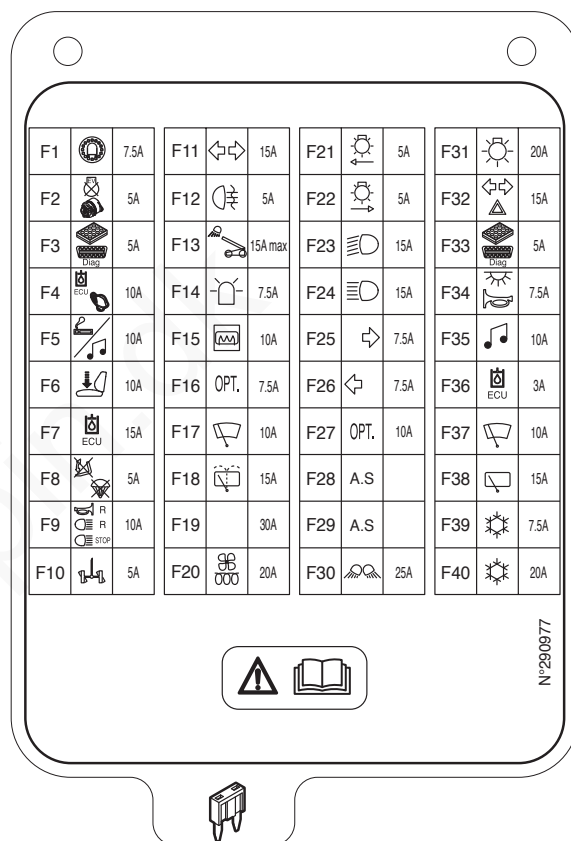 F1 7.5A F11 15A F21 5A F31 20A
F2 5A F12 5A F22 5A F32 15A
F3 Diag 5A F13 15A max F23 15A F33 Diag 5A
F4 ECU 10A F14 7.5A F24 15A F34 7.5A
F5 10A F15 10A F25 7.5A F35 10A
F6 10A F16 OPT. 7.5A F26 7.5A F36 ECU 3A
F7 ECU 15A F17 10A F27 OPT. 10A F37 10A
F8 5A F18 15A F28 A.S F38 15A
F9 R R STOP 10A F19 30A F29 A.S F39 7.5A
F10 5A F20 20A F30 25A F40 20A
N°290977